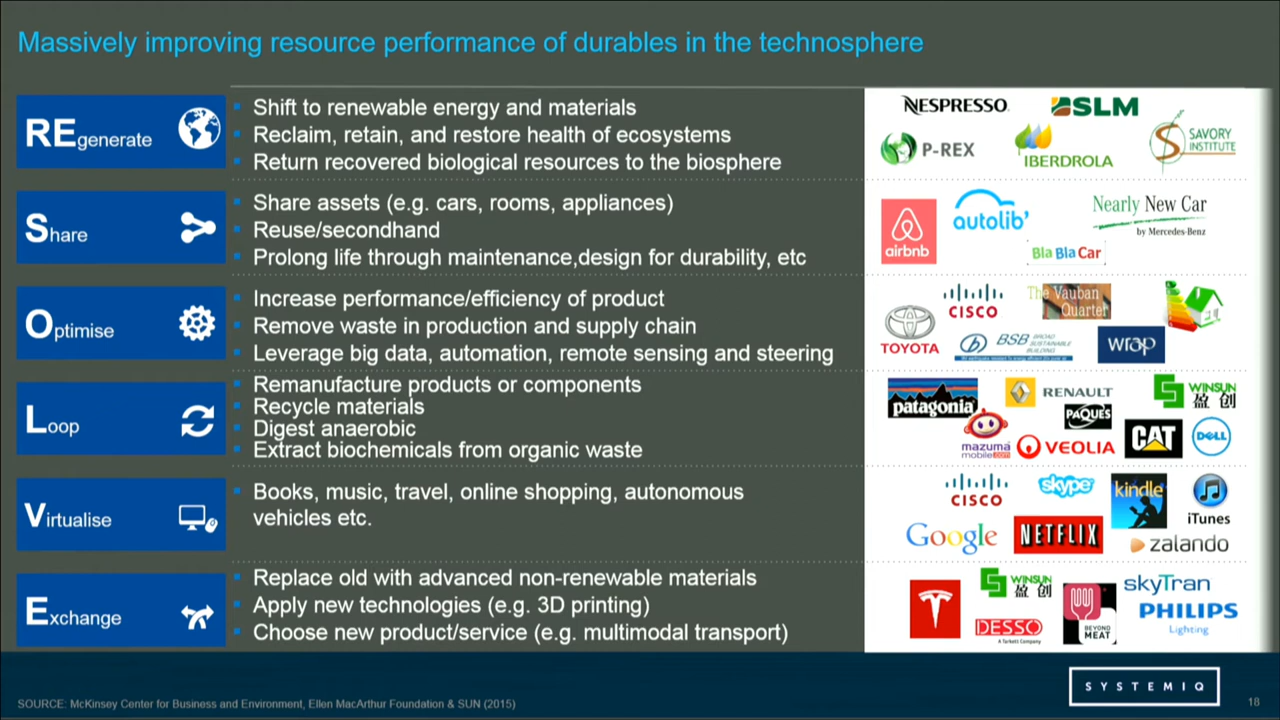 Massively improving resource performance of durables in the technosphere
REgenerate
Shift to renewable energy and materials
Reclaim, retain, and restore health of ecosystems
Return recovered biological resources to the biosphere
NESPRESSO.
SLM
P-REX
IBERDROLA
SAVORY
INSTITUTE
Share
Share assets (e.g. cars, rooms, appliances)
Reuse/secondhand
Prolong life through maintenance,design for durability, etc
airbnb
autolib'
Nearly New Car
by Mercedes-Benz
Bla Bla Car
Optimise
Increase performance/efficiency of product
Remove waste in production and supply chain
Leverage big data, automation, remote sensing and steering
TOYOTA
CISCO
The Vauban
Quarter
BSB BROAD
SUSTAINABLE
BUILDING
wrap
Loop
Remanufacture products or components
Recycle materials
Digest anaerobic
Extract biochemicals from organic waste
patagonia
RENAULT
WINSUN
盈创
PAQUES
mazuma
mobile.com
VEOLIA
CAT
DELL
Virtualise
Books, music, travel, online shopping, autonomous
vehicles etc.
CISCO
skype
kindle
iTunes
Google
NETFLIX
zalando
Exchange
Replace old with advanced non-renewable materials
Apply new technologies (e.g. 3D printing)
Choose new product/service (e.g. multimodal transport)
T
WINSUN
盈创
DESSO
A Tarkett Company
BEYOND
MEAT
skyTran
PHILIPS
Lighting
SYSTEMIQ
SOURCE: McKinsey Center for Business and Environment, Ellen MacArthur Foundation & SUN (2015)
18